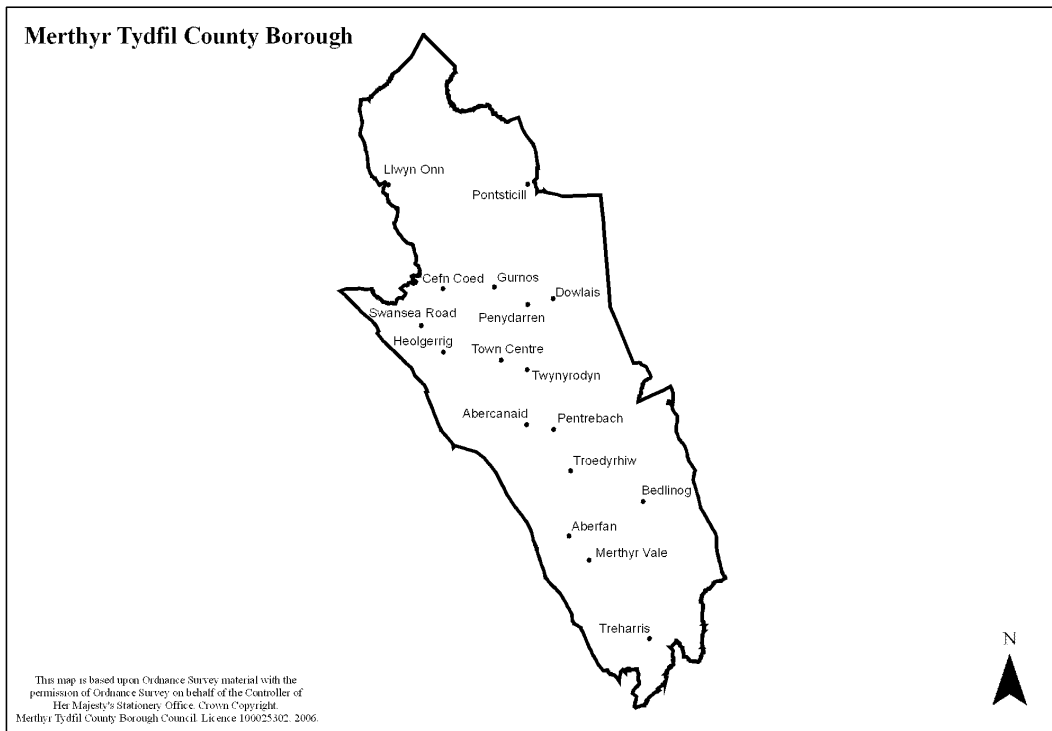 Merthyr Tydfil County Borough
Llwyn Onn
Pontsticill
Cefn Coed
Gurnos
Dowlais
Swansea Road
Penydarren
Heolgerrig
Town Centre
Twynyrodyn
Abercanaid
Pentrebach
Troedyrhiw
Bedlinog
Aberfan
Merthyr Vale
Treharris
N
This map is based upon Ordnance Survey material with the
permission of Ordnance Survey on behalf of the Controller of
Her Majesty's Stationery Office. Crown Copyright.
Merthyr Tydfil County Borough Council. Licence 100025302. 2006.